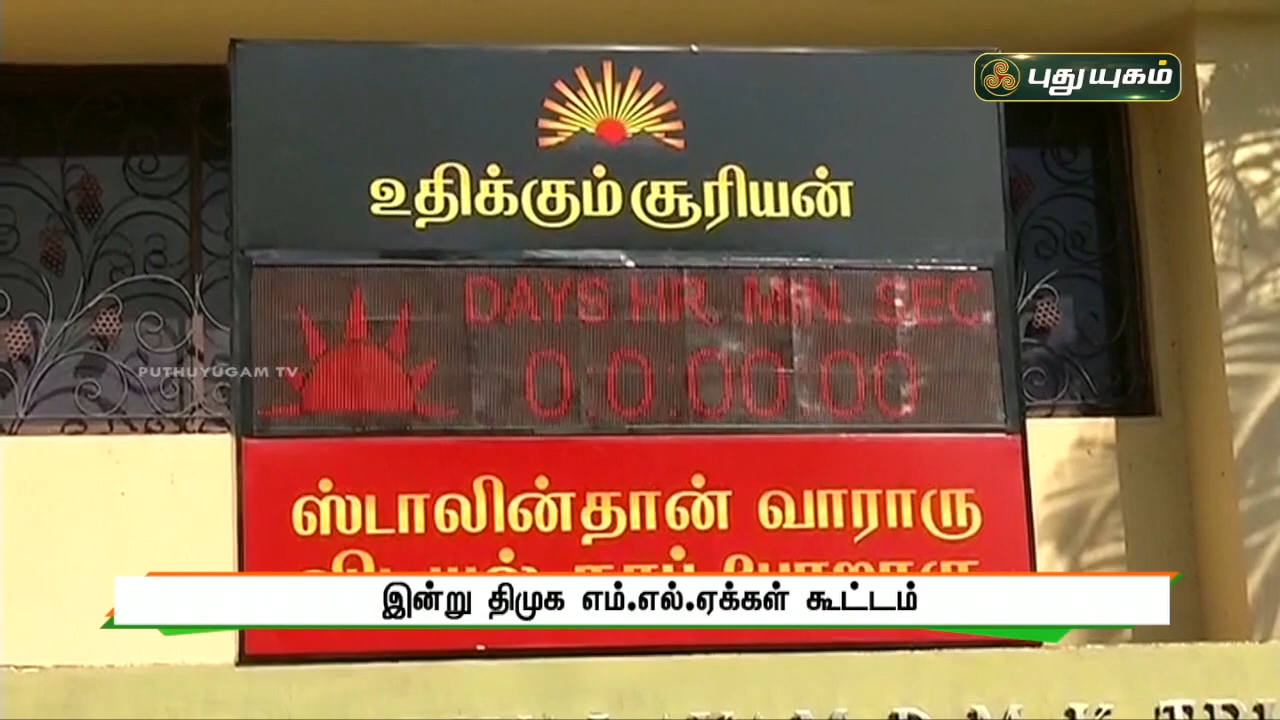 புதுயுகம்
உதிக்கும் சூரியன்
DAYS HR. MIN. SEC
0:0:00:00
PUTHUYUGAM TV
ஸ்டாலின்தான் வாராரு
இன்று திமுக எம்.எல்.ஏக்கள் கூட்டம்
D M K